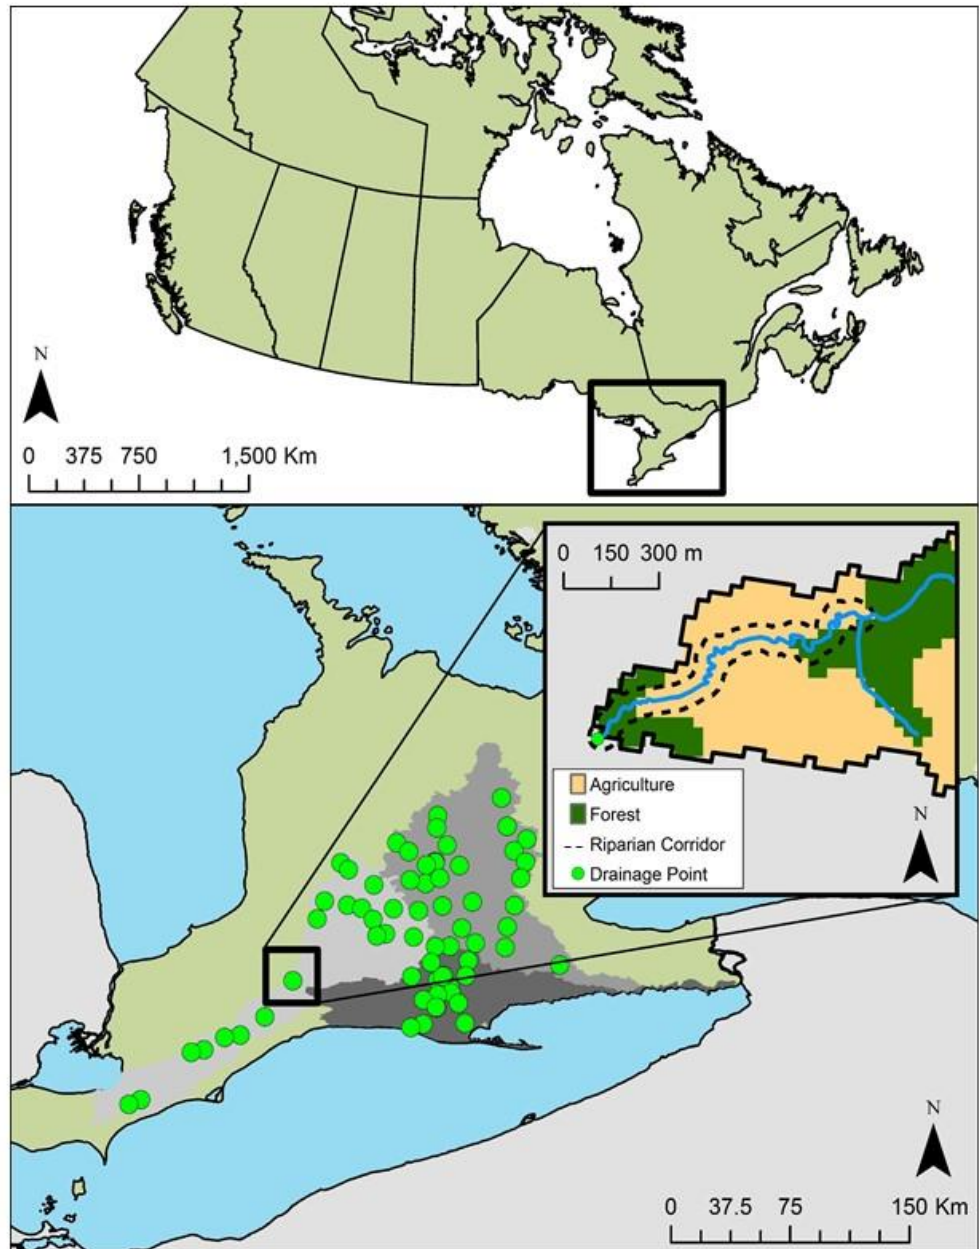 N
0 375 750 1,500 Km
0 150 300 m
Agriculture
Forest
Riparian Corridor
Drainage Point
N
N
0 37.5 75 150 Km